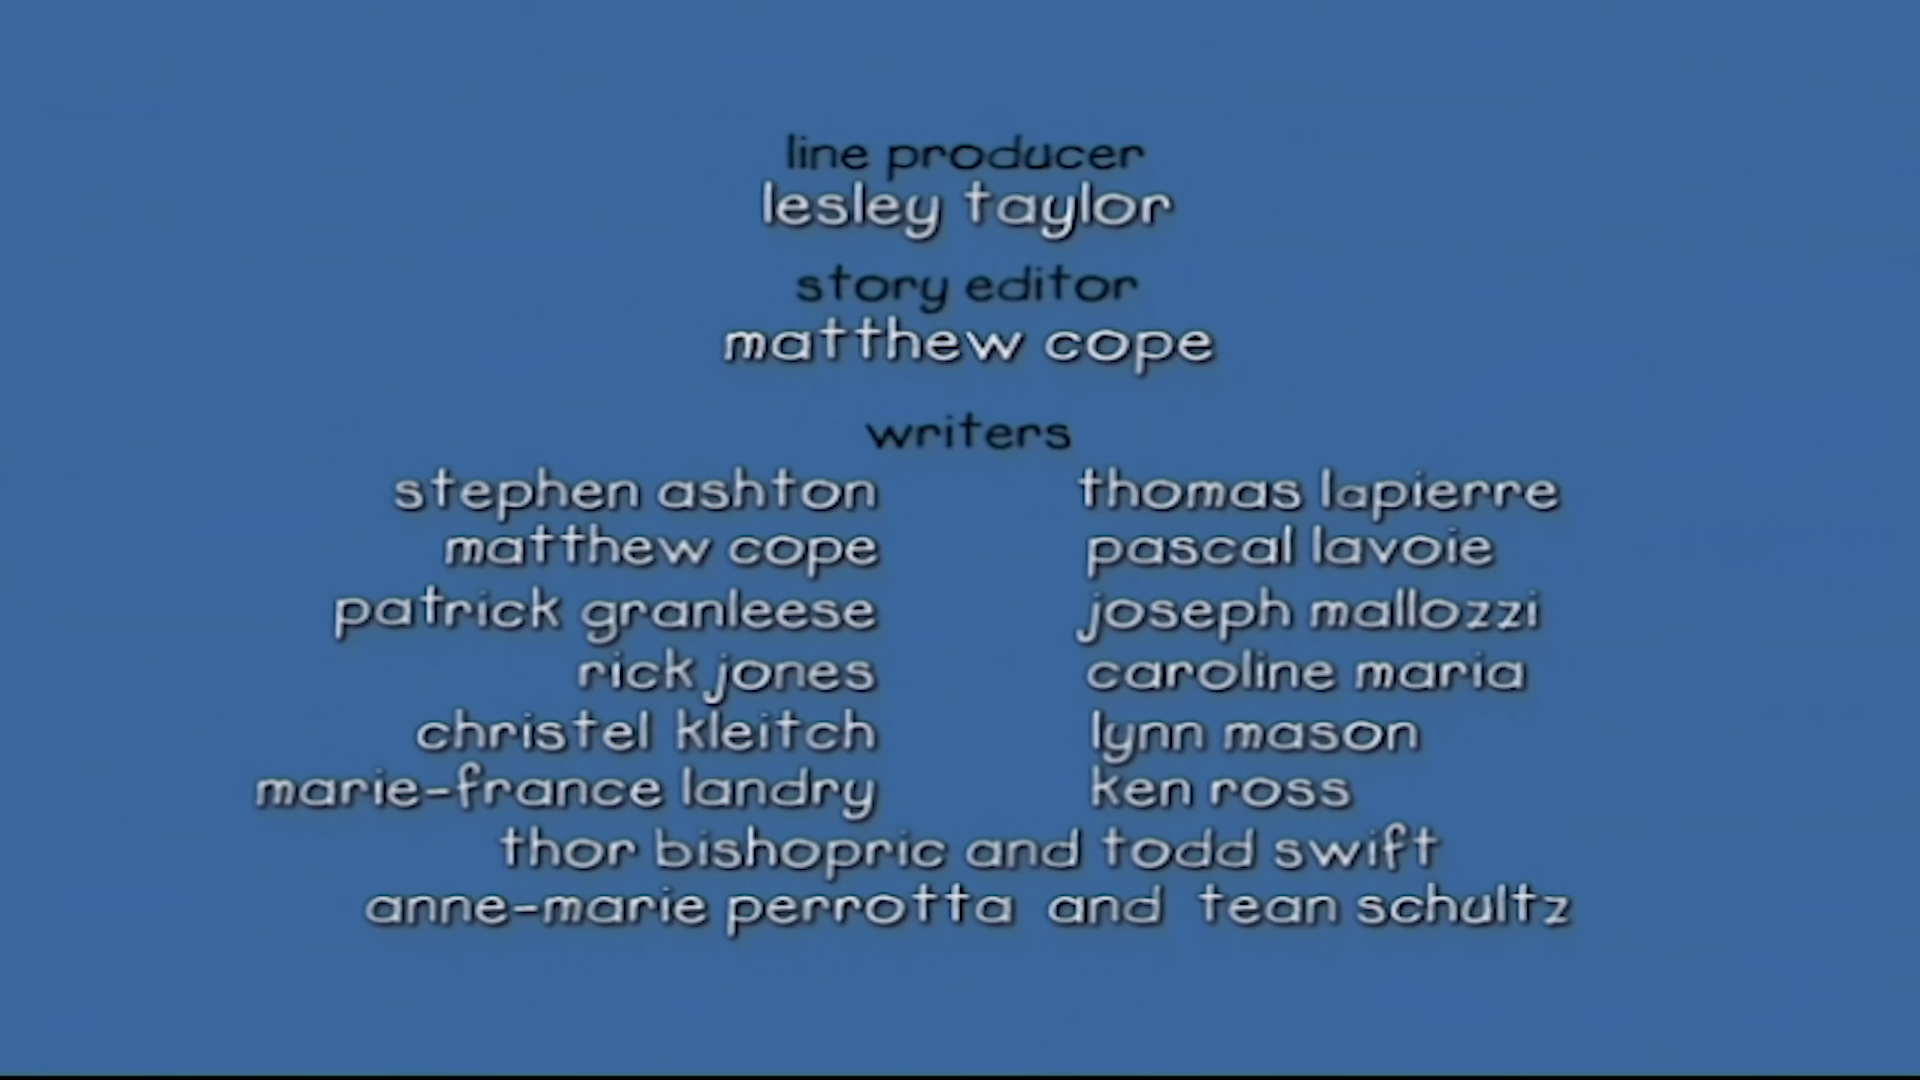 line producer
lesley taylor
story editor
matthew cope
writers
stephen ashton thomas lapierre
matthew cope pascal lavoie
patrick granleese joseph mallozzi
rick jones caroline maria
christel kleitch lynn mason
marie-france landry ken ross
thor bishopric and todd swift
anne-marie perrotta and tean schultz